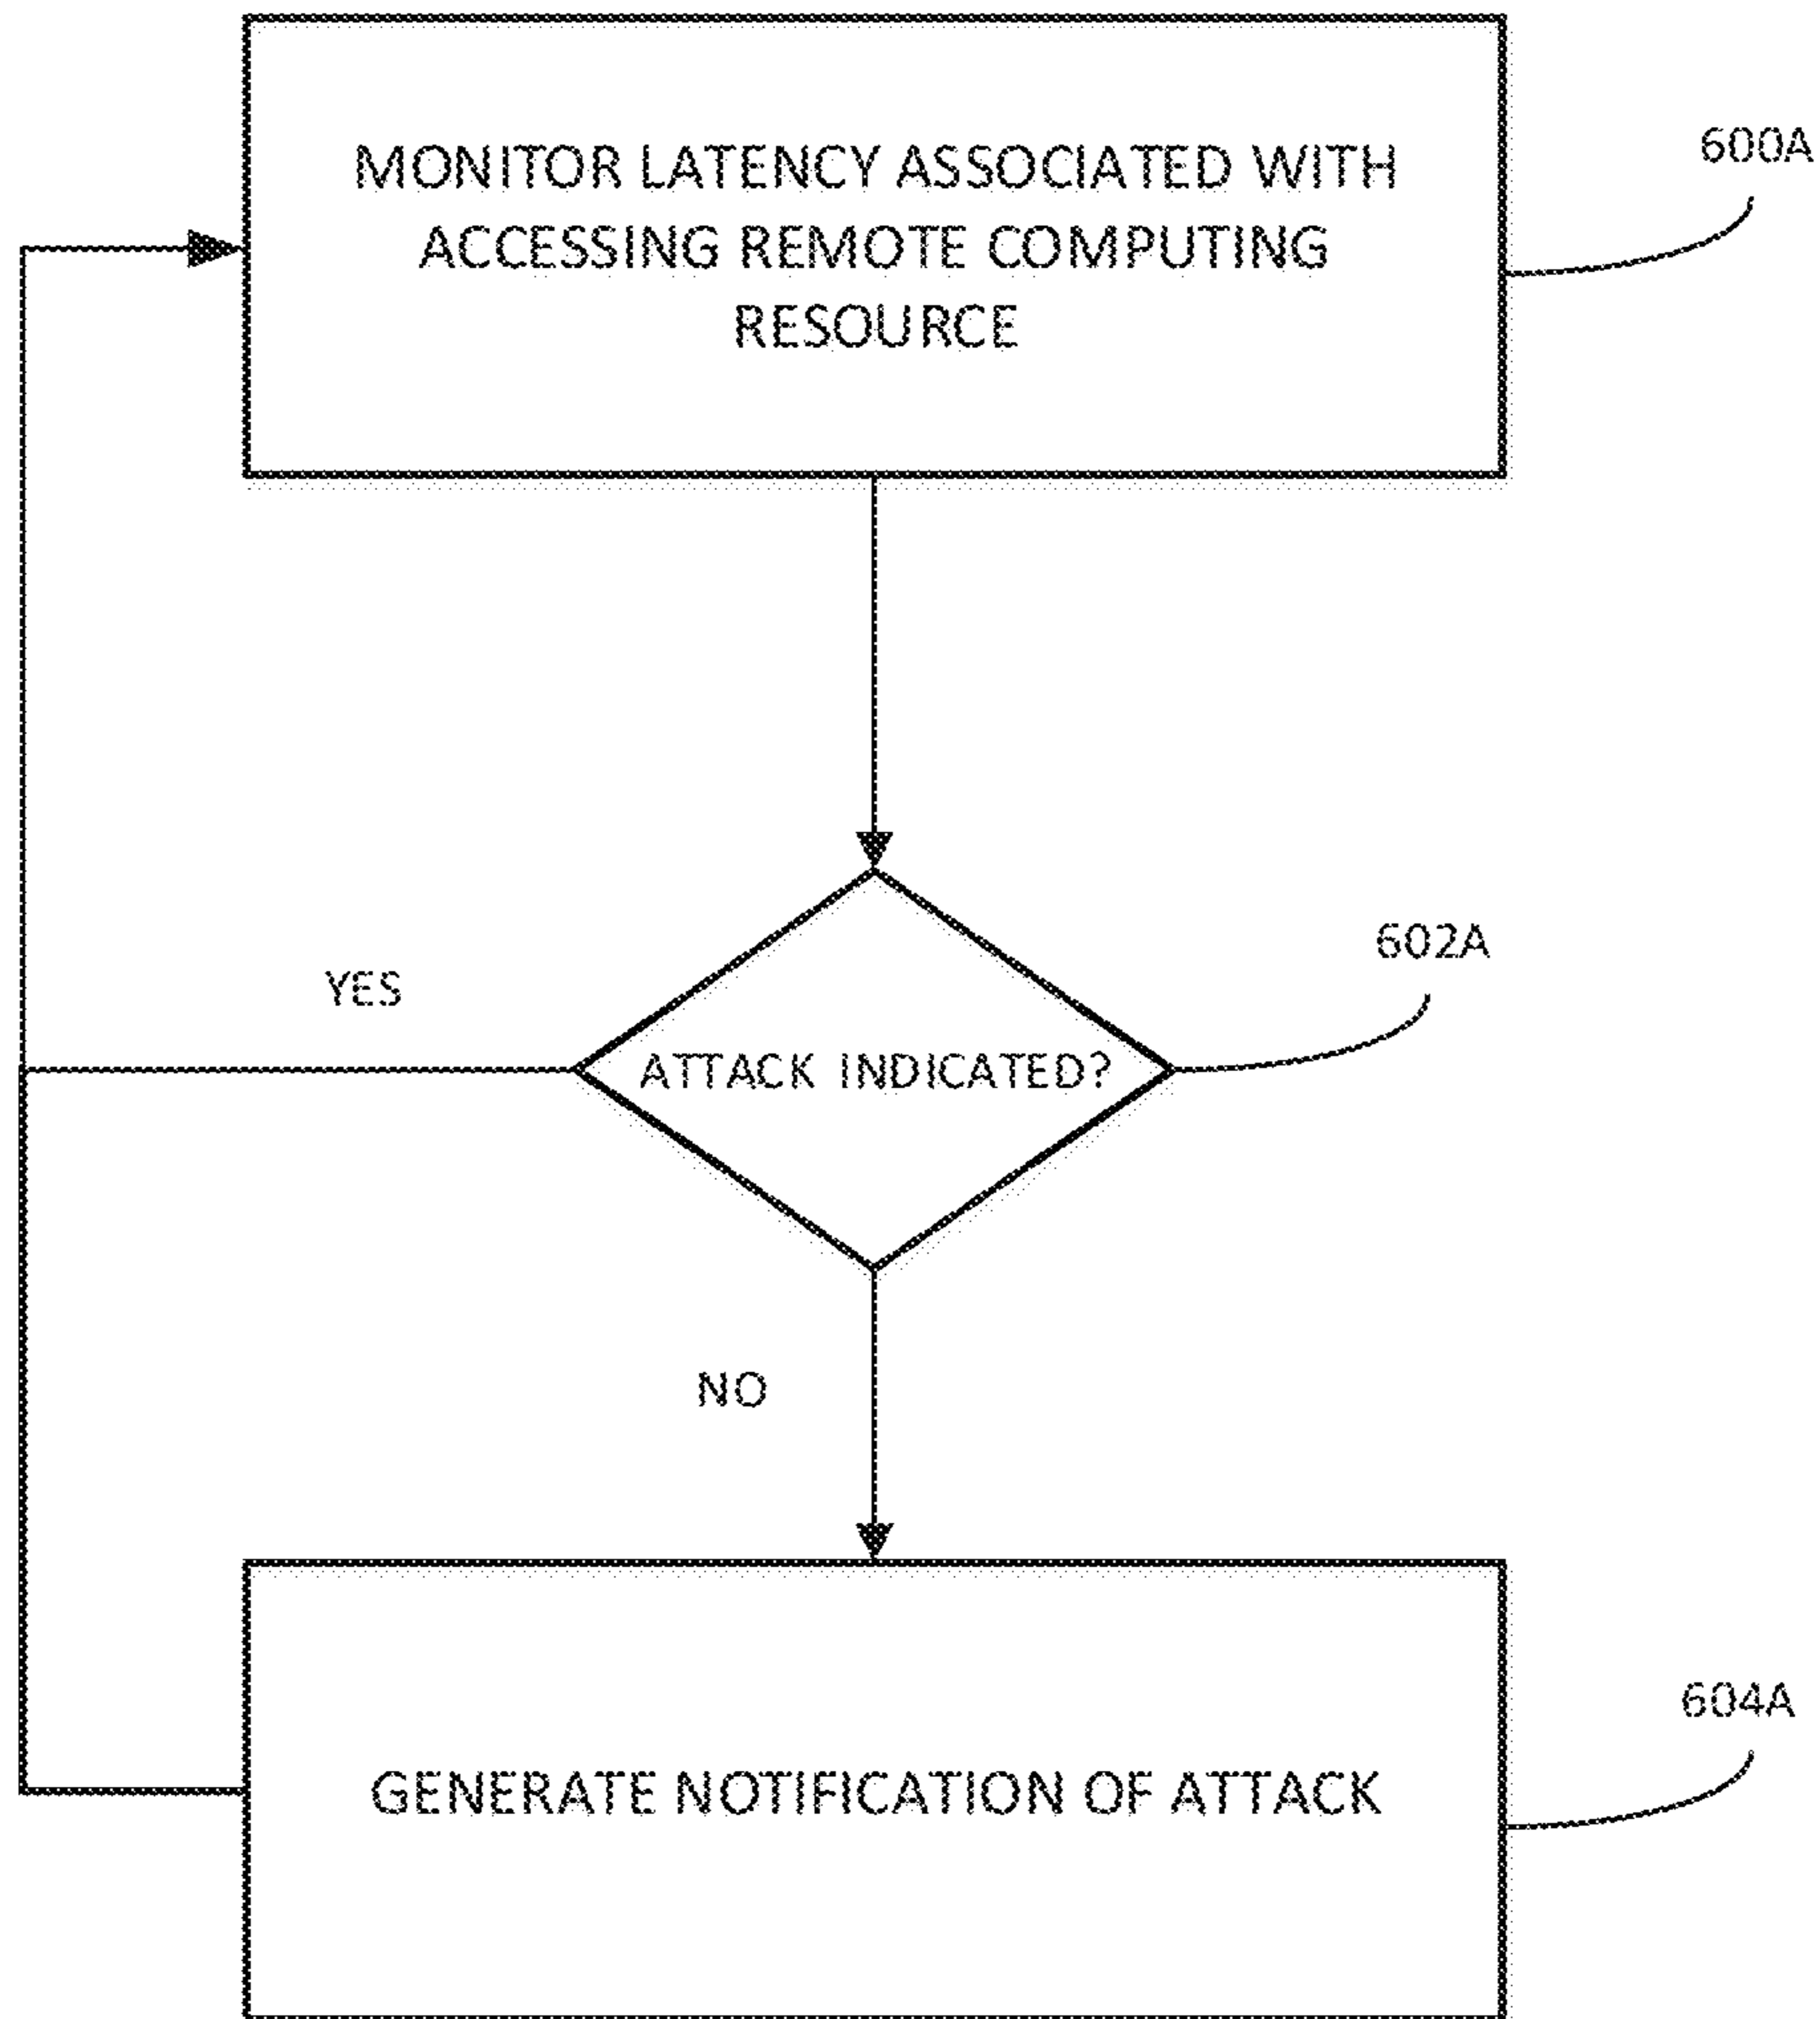 MONITOR LATENCY ASSOCIATED WITH
ACCESSING REMOTE COMPUTING
RESOURCE
600A
602A
YES
ATTACK INDICATED?
NO
604A
GENERATE NOTIFICATION OF ATTACK